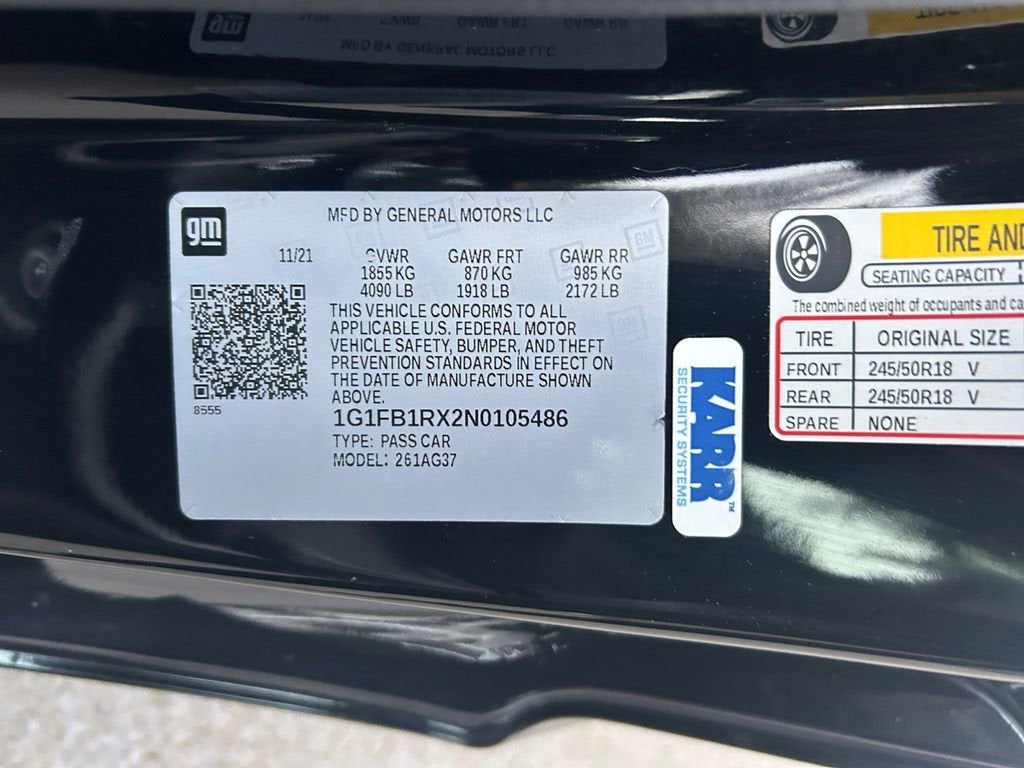 gm
MFD BY GENERAL MOTORS LLC
11/21 GVWR GAWR FRT GAWR RR
1855 KG 870 KG 985 KG
4090 LB 1918 LB 2172 LB
THIS VEHICLE CONFORMS TO ALL
APPLICABLE U.S. FEDERAL MOTOR
VEHICLE SAFETY, BUMPER, AND THEFT
PREVENTION STANDARDS IN EFFECT ON
THE DATE OF MANUFACTURE SHOWN
ABOVE.
8555
1G1FB1RX2N0105486
TYPE: PASS CAR
MODEL: 261AG37
KARR™
SECURITY SYSTEMS
TIRE AND
SEATING CAPACITY
The combined weight of occupants and
TIRE ORIGINAL SIZE
FRONT 245/50R18 V
REAR 245/50R18 V
SPARE NONE